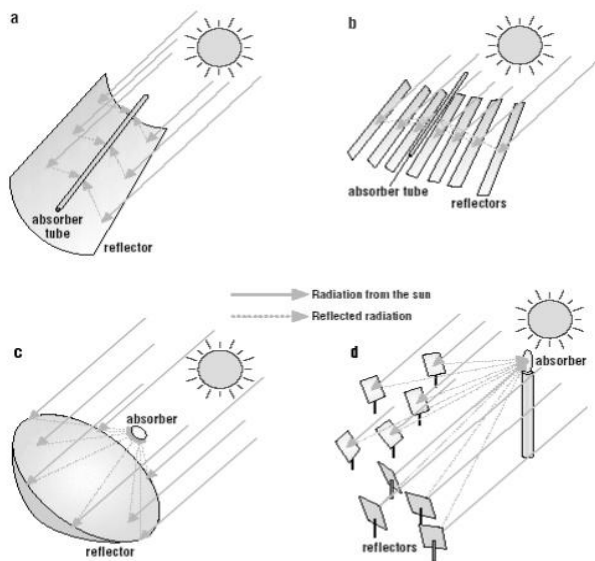 a
b
absorber
tube
reflector
absorber tube
reflectors
Radiation from the sun
Reflected radiation
c
d
absorber
absorber
reflector
reflectors